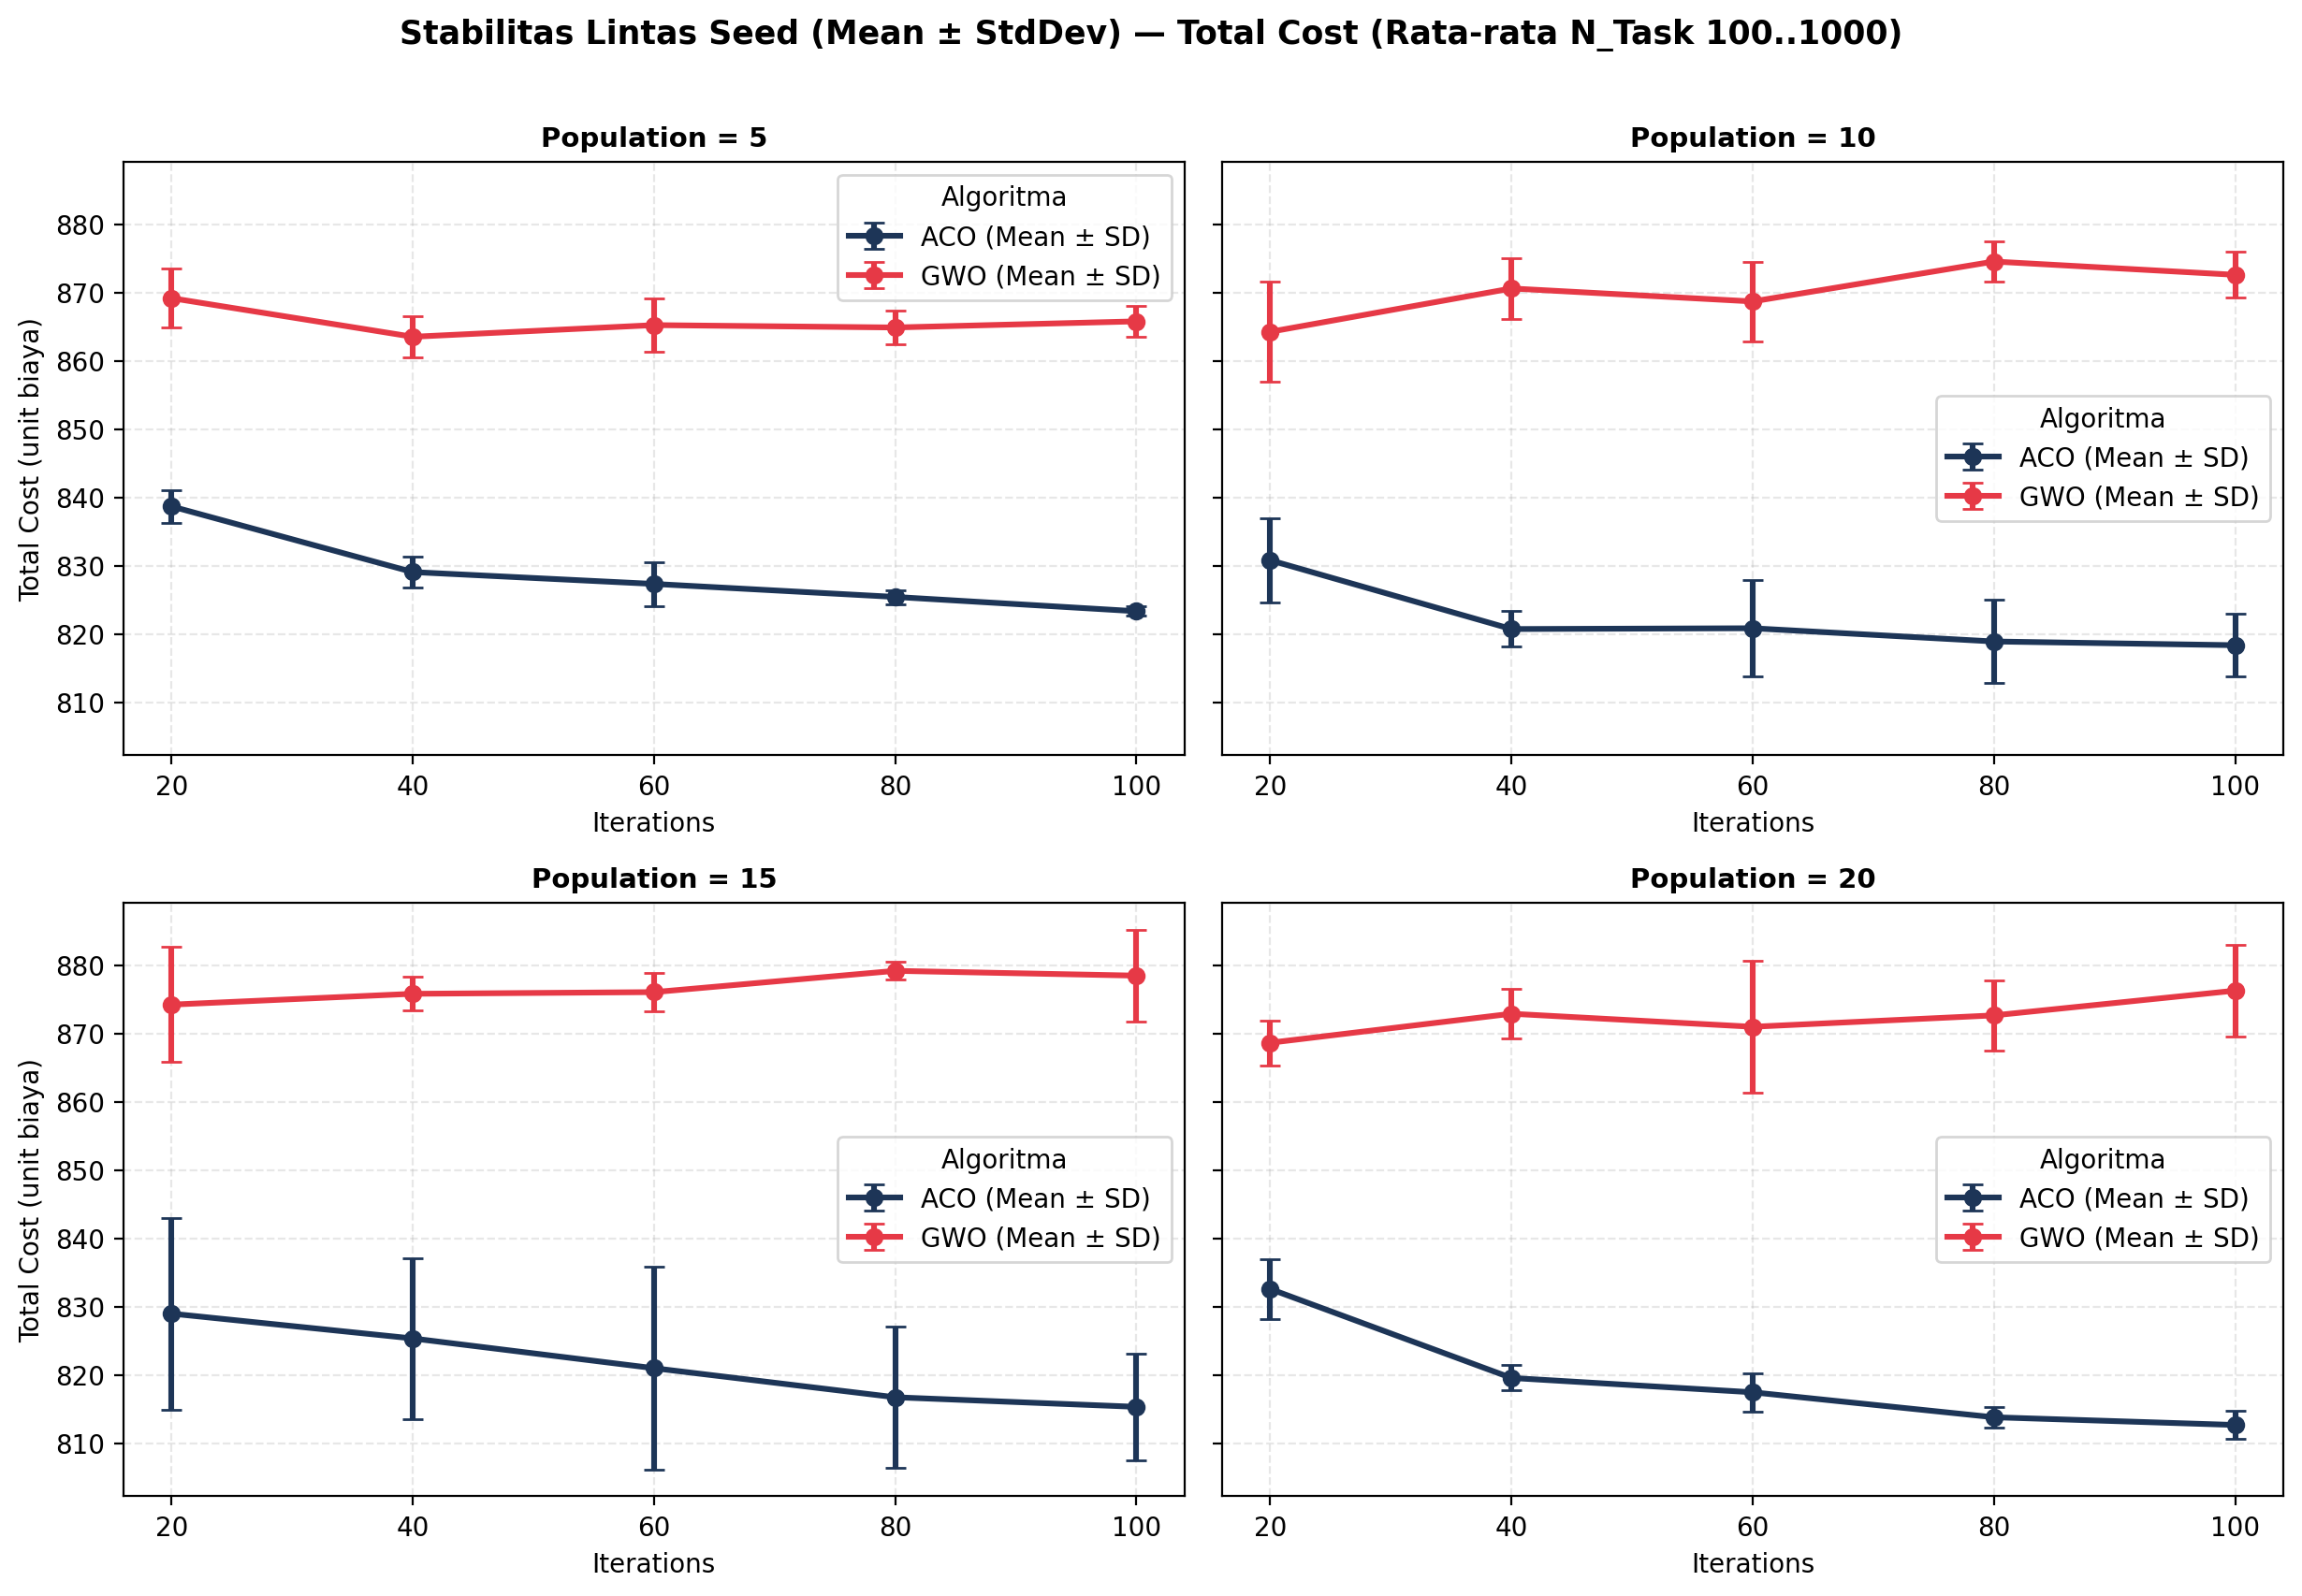 Stabilitas Lintas Seed (Mean ± StdDev) — Total Cost (Rata-rata N_Task 100..1000)
Population = 5
Total Cost (unit biaya)
880
870
860
850
840
830
820
810
Algoritma
ACO (Mean ± SD)
GWO (Mean ± SD)
20 40 60 80 100
Iterations
Population = 10
Algoritma
ACO (Mean ± SD)
GWO (Mean ± SD)
20 40 60 80 100
Iterations
Population = 15
Total Cost (unit biaya)
880
870
860
850
840
830
820
810
Algoritma
ACO (Mean ± SD)
GWO (Mean ± SD)
20 40 60 80 100
Iterations
Population = 20
Algoritma
ACO (Mean ± SD)
GWO (Mean ± SD)
20 40 60 80 100
Iterations